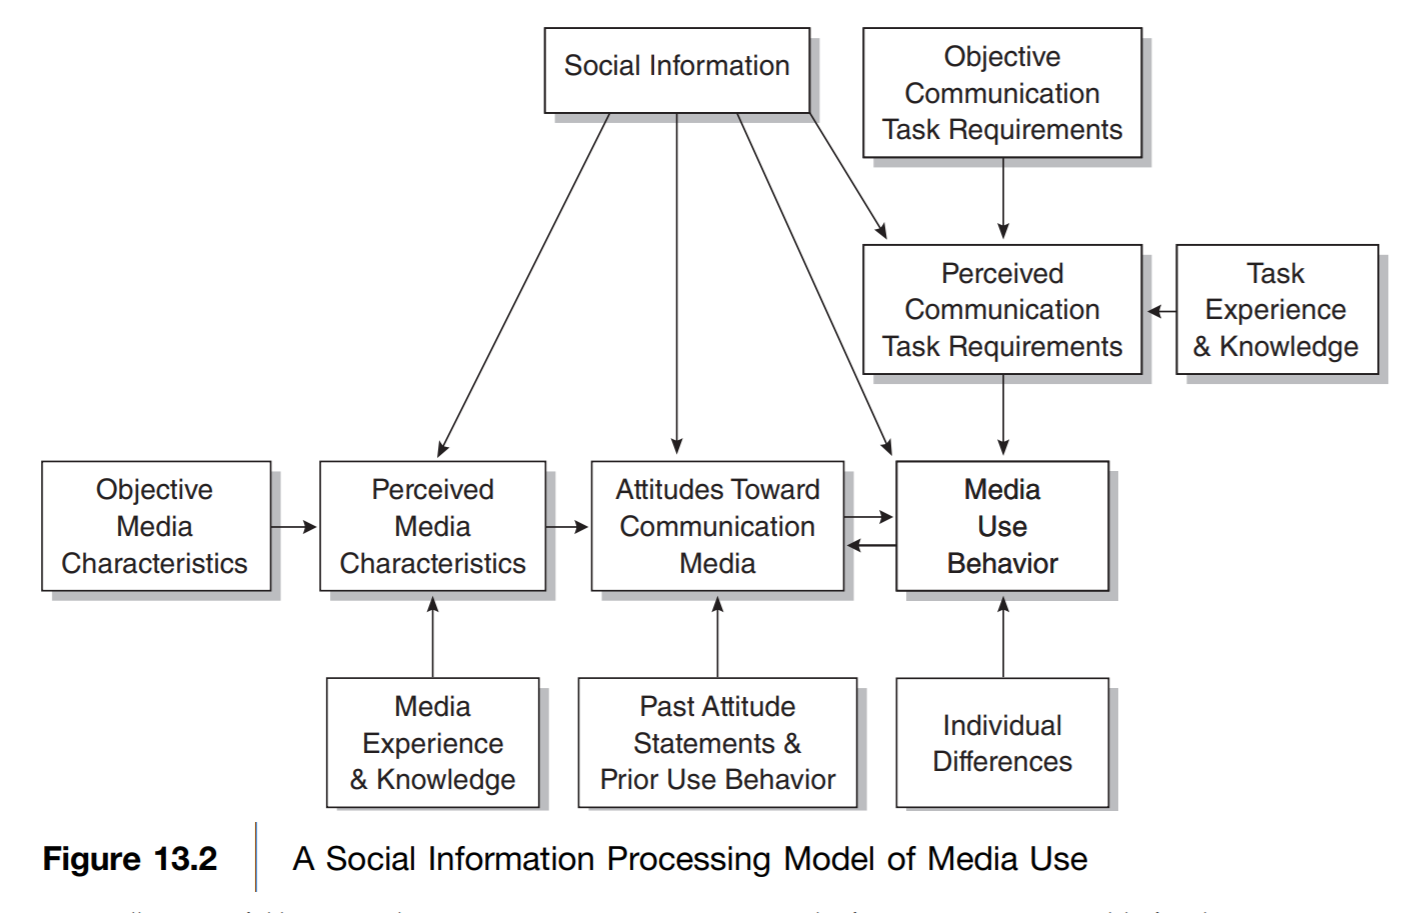 Social Information
Objective
Communication
Task Requirements
Perceived
Communication
Task Requirements
Task
Experience
& Knowledge
Objective
Media
Characteristics
Perceived
Media
Characteristics
Attitudes Toward
Communication
Media
Media
Use
Behavior
Media
Experience
& Knowledge
Past Attitude
Statements &
Prior Use Behavior
Individual
Differences
Figure 13.2
A Social Information Processing Model of Media Use